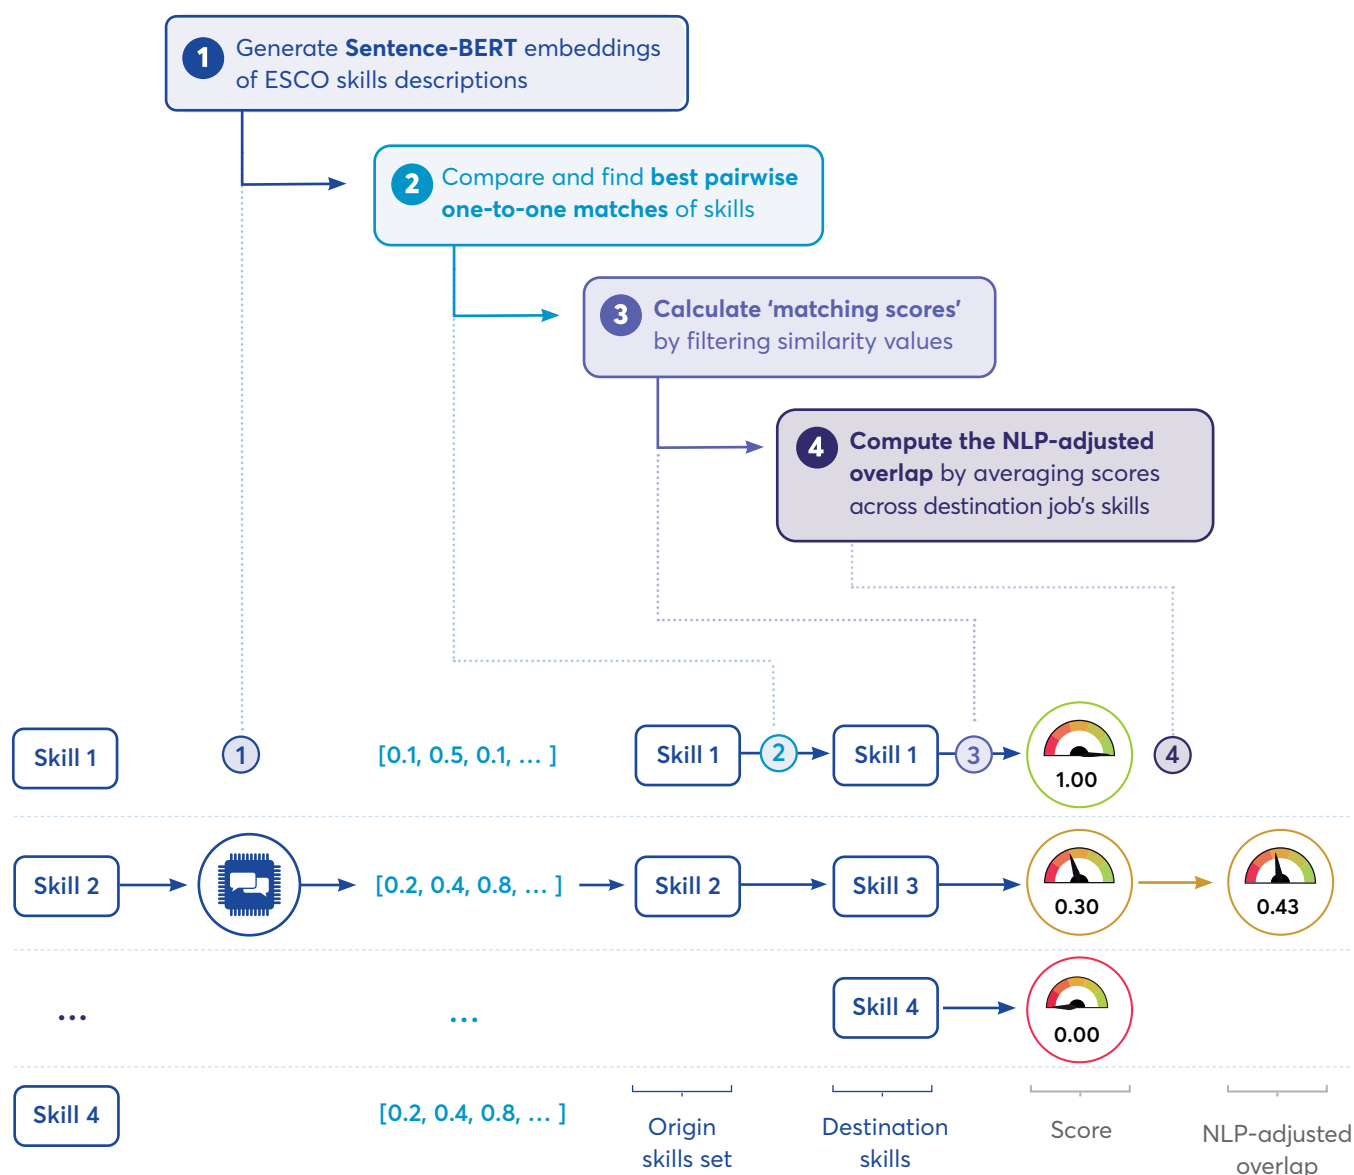 1
Generate Sentence-BERT embeddings
of ESCO skills descriptions
2
Compare and find best pairwise
one-to-one matches of skills
3
Calculate ‘matching scores’
by filtering similarity values
4
Compute the NLP-adjusted
overlap by averaging scores
across destination job’s skills
Skill 1
1
[0.1, 0.5, 0.1, … ]
Skill 1
2
Skill 1
3
1.00
4
Skill 2
[0.2, 0.4, 0.8, … ]
Skill 2
Skill 3
0.30
0.43
…
…
Skill 4
0.00
Skill 4
[0.2, 0.4, 0.8, … ]
Origin
skills set
Destination
skills
Score
NLP-adjusted
overlap